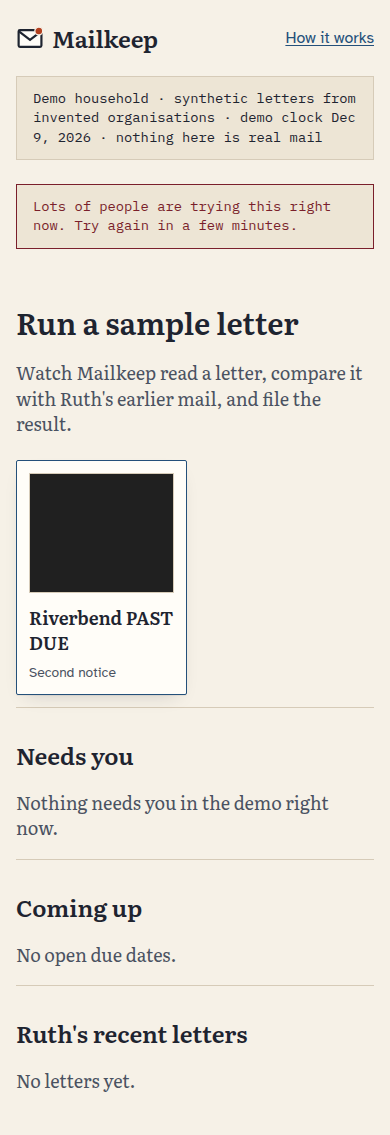 Mailkeep
How it works
Demo household · synthetic letters from
invented organisations · demo clock Dec
9, 2026 · nothing here is real mail
Lots of people are trying this right
now. Try again in a few minutes.
Run a sample letter
Watch Mailkeep read a letter, compare it
with Ruth's earlier mail, and file the
result.
Riverbend PAST
DUE
Second notice
Needs you
Nothing needs you in the demo right
now.
Coming up
No open due dates.
Ruth's recent letters
No letters yet.